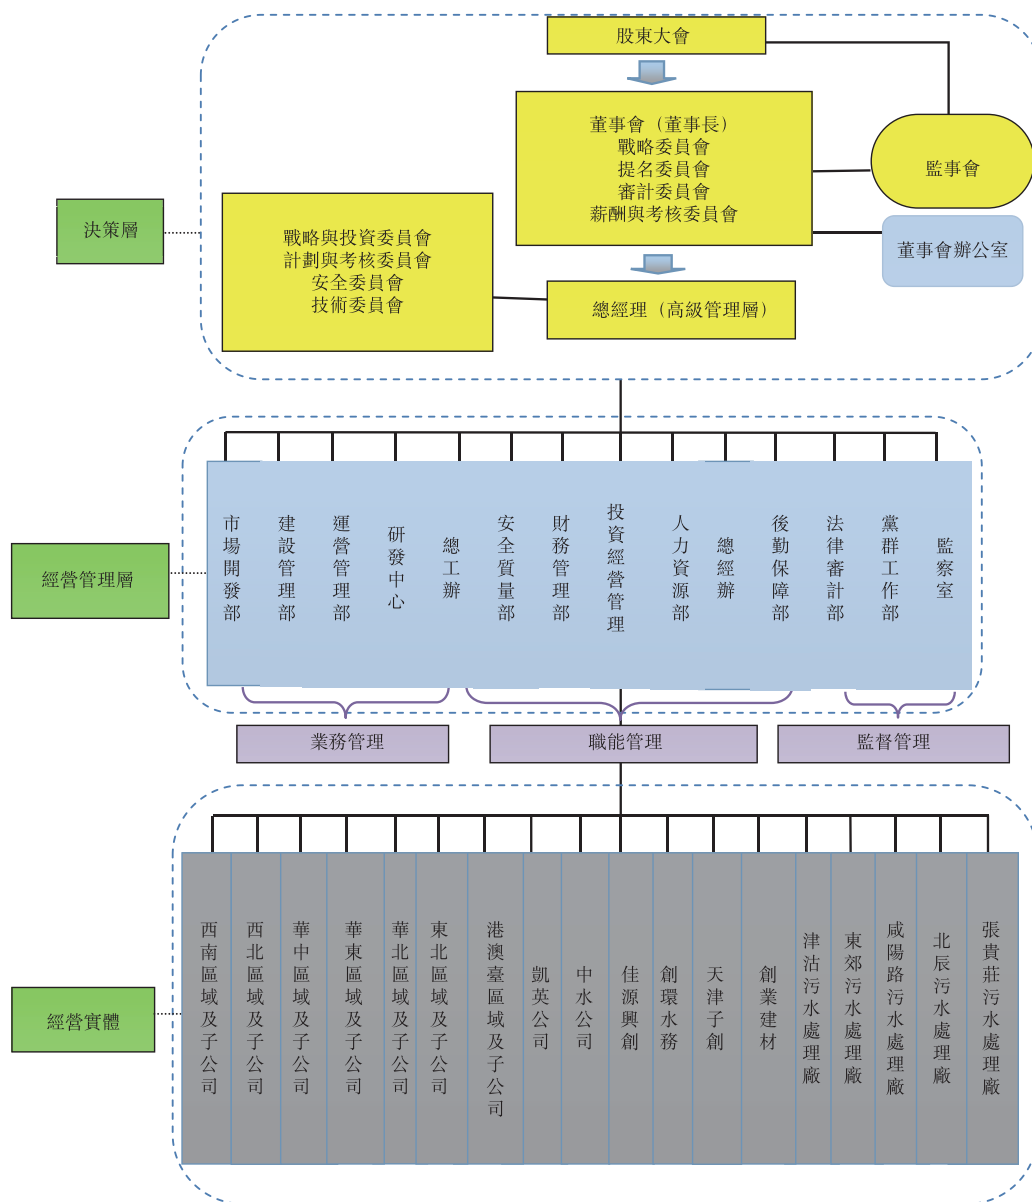 股東大會
董事會（董事長）
戰略委員會
提名委員會
審計委員會
薪酬與考核委員會
監事會
董事會辦公室
決策層
戰略與投資委員會
計劃與考核委員會
安全委員會
技術委員會
總經理（高級管理層）
經營管理層
市場開發部
建設管理部
運營管理部
研發中心
總工辦
安全質量部
財務管理部
投資經營管理
人力資源部
總經辦
後勤保障部
法律審計部
黨群工作部
監察室
業務管理
職能管理
監督管理
經營實體
西南區域及子公司
西北區域及子公司
華中區域及子公司
華東區域及子公司
華北區域及子公司
東北區域及子公司
港澳臺區域及子公司
凱英公司
中水公司
佳源興創
創環水務
天津子創
創業建材
津沽污水處理廠
東郊污水處理廠
咸陽路污水處理廠
北辰污水處理廠
張貴莊污水處理廠